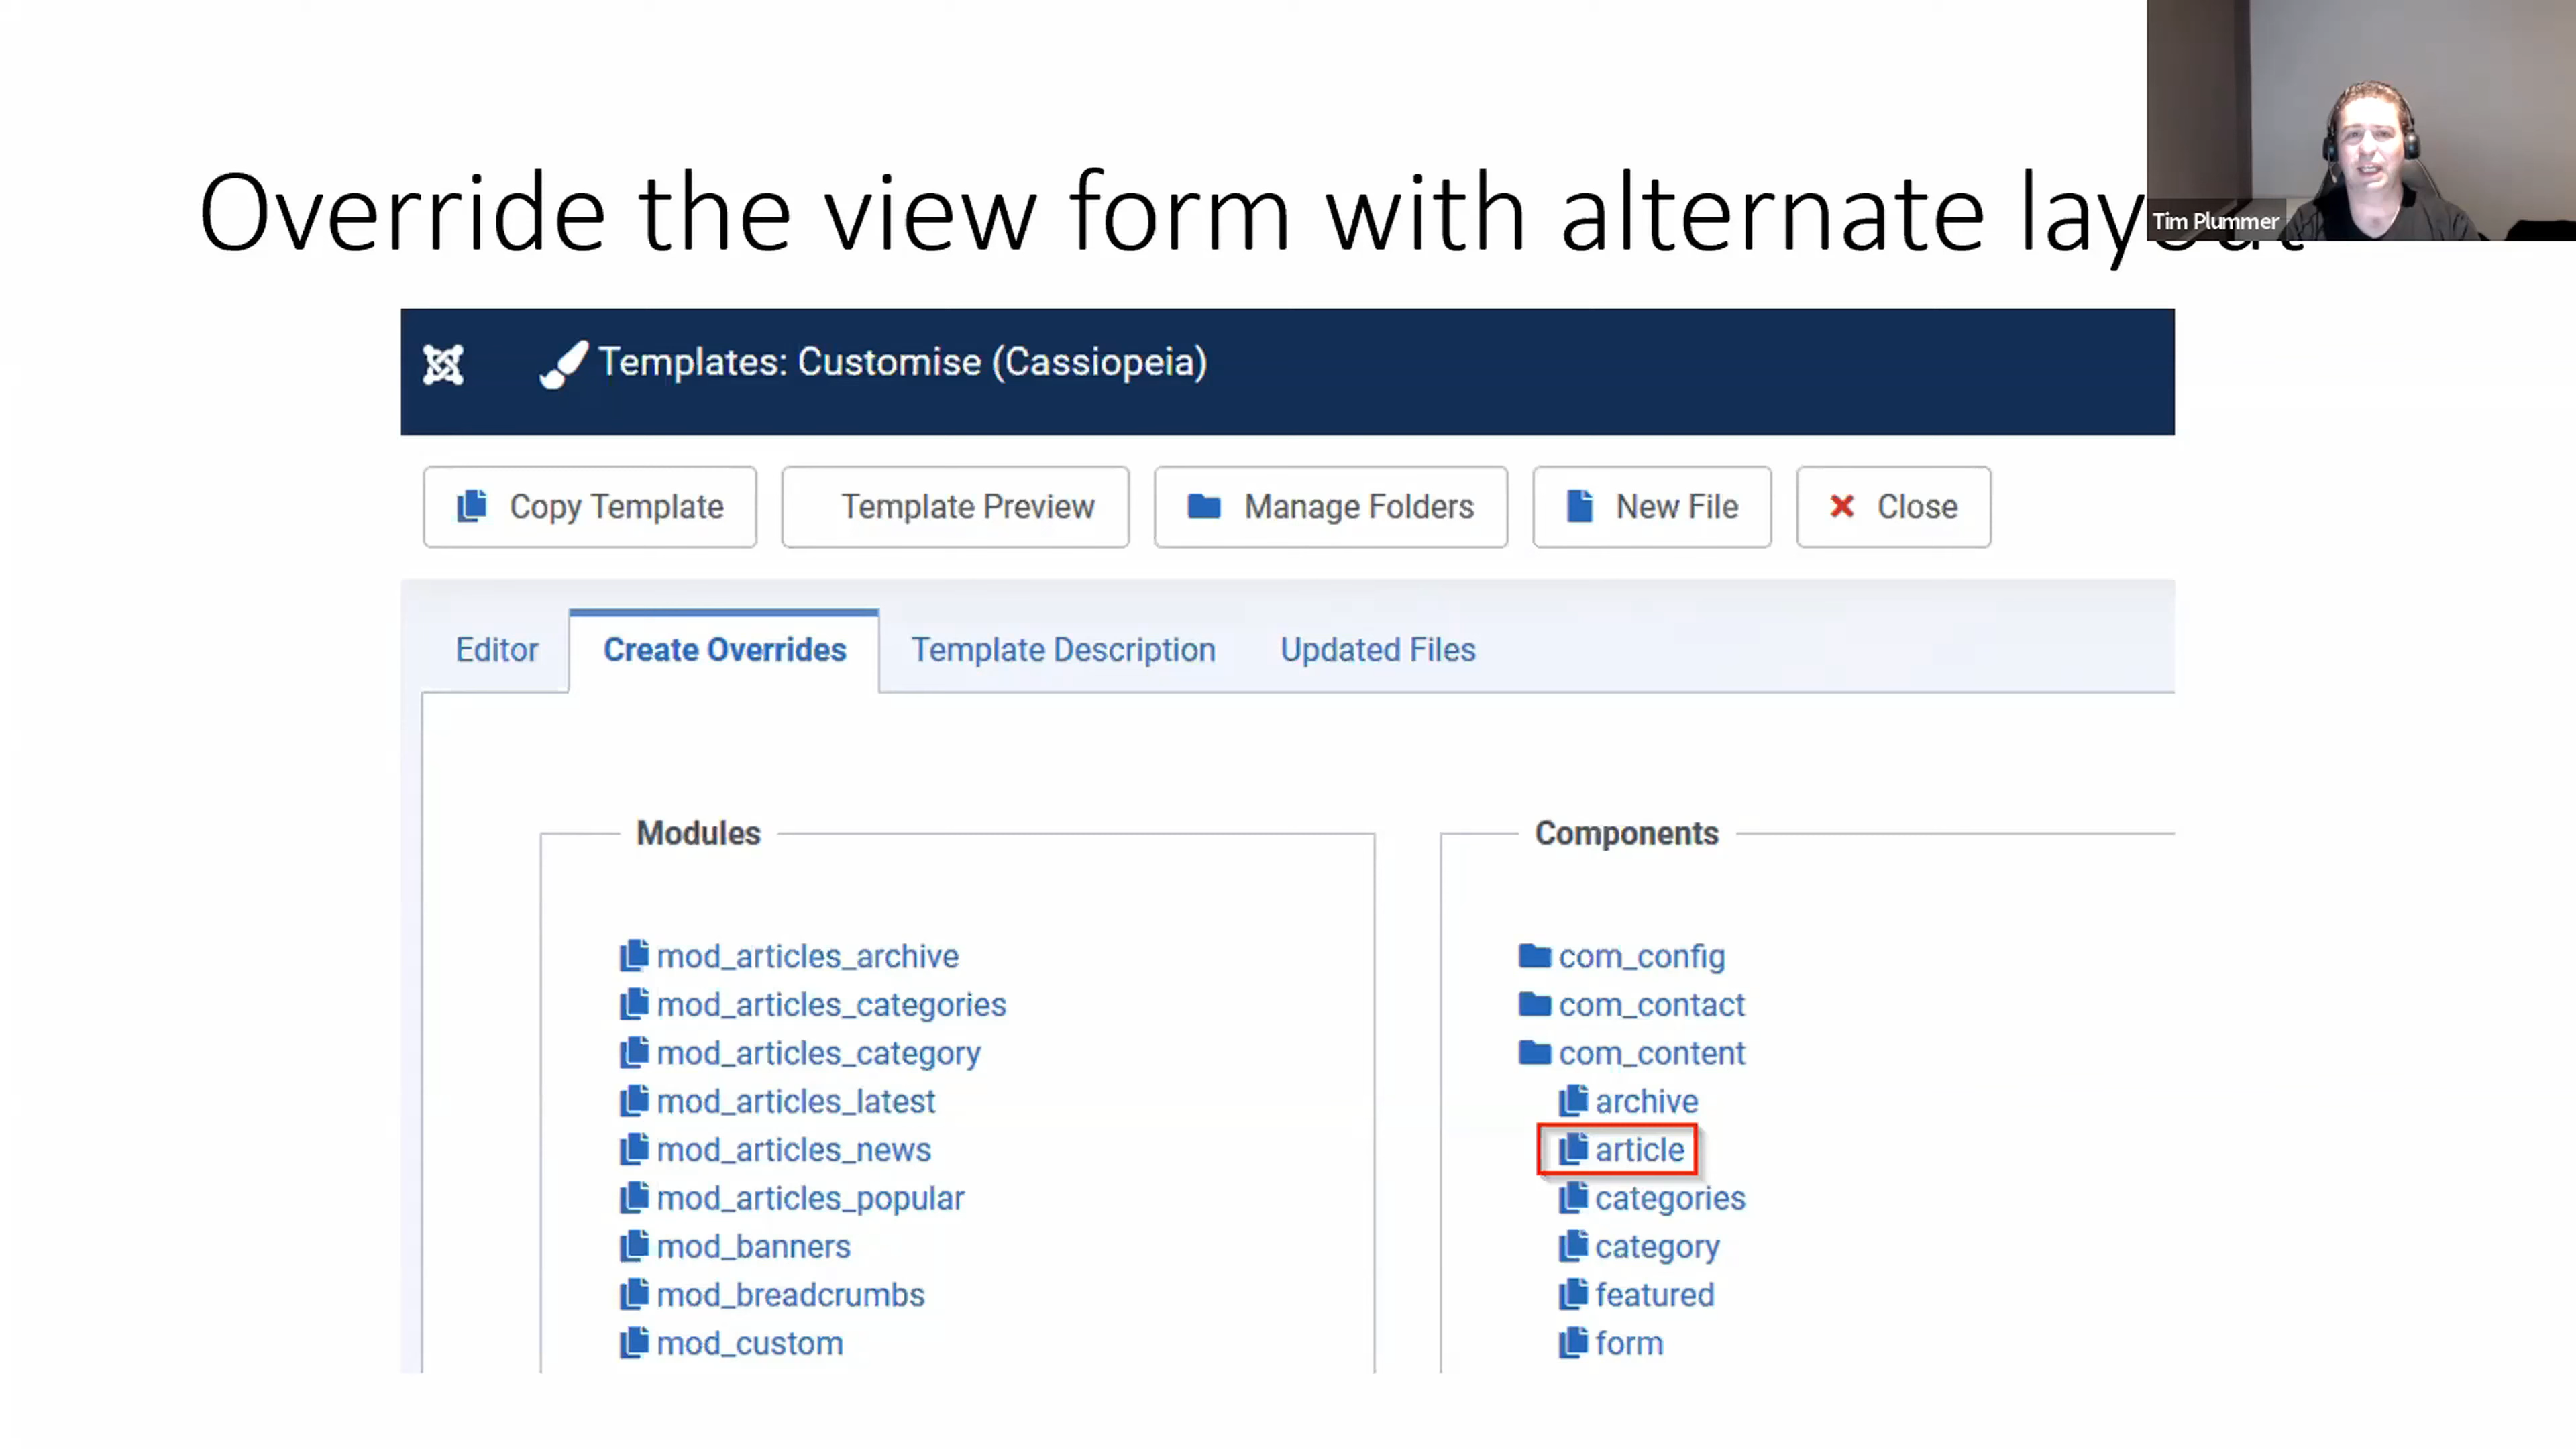 Override the view form with alternate lay
Tim Plummer
Templates: Customise (Cassiopeia)
Copy Template
Template Preview
Manage Folders
New File
Close
Editor
Create Overrides
Template Description
Updated Files
Modules
mod_articles_archive
mod_articles_categories
mod_articles_category
mod_articles_latest
mod_articles_news
mod_articles_popular
mod_banners
mod_breadcrumbs
mod_custom
Components
com_config
com_contact
com_content
archive
article
categories
category
featured
form